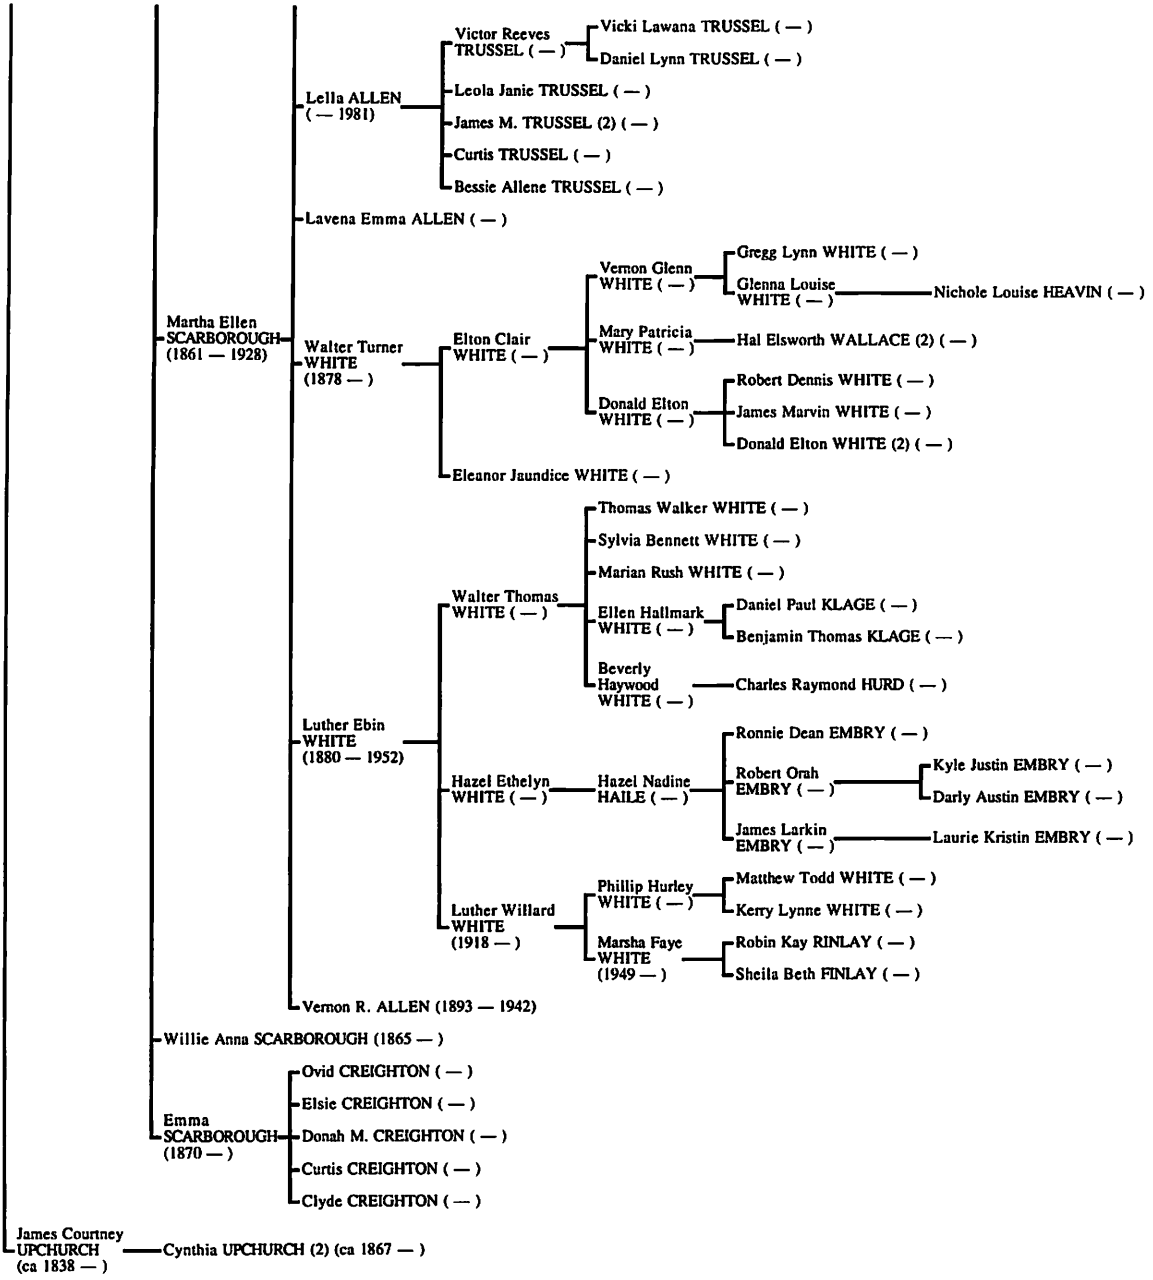 Victor Reeves
TRUSSEL ( — )
Vicki Lawana TRUSSEL ( — )
Daniel Lynn TRUSSEL ( — )
Lella ALLEN
( — 1981)
Leola Janie TRUSSEL ( — )
James M. TRUSSEL (2) ( — )
Curtis TRUSSEL ( — )
Bessie Allene TRUSSEL ( — )
Lavena Emma ALLEN ( — )
Martha Ellen
SCARBOROUGH
(1861 — 1928)
Walter Turner
WHITE
(1878 — )
Elton Clair
WHITE ( — )
Vernon Glenn
WHITE ( — )
Gregg Lynn WHITE ( — )
Glenna Louise
WHITE ( — )
Nichole Louise HEAVIN ( — )
Mary Patricia
WHITE ( — )
Hal Elsworth WALLACE (2) ( — )
Donald Elton
WHITE ( — )
Robert Dennis WHITE ( — )
James Marvin WHITE ( — )
Donald Elton WHITE (2) ( — )
Eleanor Jaundice WHITE ( — )
Luther Ebin
WHITE
(1880 — 1952)
Walter Thomas
WHITE ( — )
Thomas Walker WHITE ( — )
Sylvia Bennett WHITE ( — )
Marian Rush WHITE ( — )
Ellen Hallmark
WHITE ( — )
Daniel Paul KLAGE ( — )
Benjamin Thomas KLAGE ( — )
Beverly
Haywood
WHITE ( — )
Charles Raymond HURD ( — )
Hazel Ethelyn
WHITE ( — )
Hazel Nadine
HAILE ( — )
Ronnie Dean EMBRY ( — )
Robert Orah
EMBRY ( — )
Kyle Justin EMBRY ( — )
Darly Austin EMBRY ( — )
James Larkin
EMBRY ( — )
Laurie Kristin EMBRY ( — )
Luther Willard
WHITE
(1918 — )
Phillip Hurley
WHITE ( — )
Matthew Todd WHITE ( — )
Kerry Lynne WHITE ( — )
Marsha Faye
WHITE
(1949 — )
Robin Kay RINLAY ( — )
Sheila Beth FINLAY ( — )
Vernon R. ALLEN (1893 — 1942)
Willie Anna SCARBOROUGH (1865 — )
Emma
SCARBOROUGH
(1870 — )
Ovid CREIGHTON ( — )
Elsie CREIGHTON ( — )
Donah M. CREIGHTON ( — )
Curtis CREIGHTON ( — )
Clyde CREIGHTON ( — )
James Courtney
UPCHURCH
(ca 1838 — )
Cynthia UPCHURCH (2) (ca 1867 — )